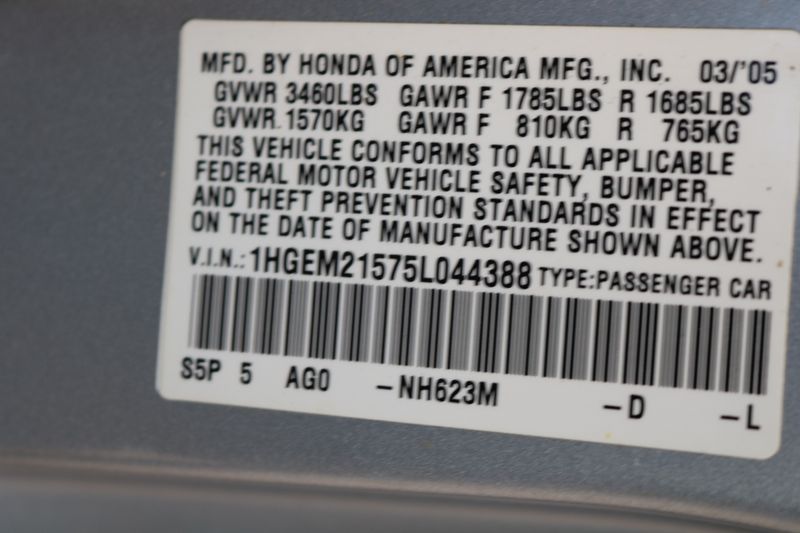 MFD. BY HONDA OF AMERICA MFG., INC. 03/'05
GVWR 3460LBS GAWR F 1785LBS R 1685LBS
GVWR 1570KG GAWR F 810KG R 765KG
THIS VEHICLE CONFORMS TO ALL APPLICABLE
FEDERAL MOTOR VEHICLE SAFETY, BUMPER,
AND THEFT PREVENTION STANDARDS IN EFFECT
ON THE DATE OF MANUFACTURE SHOWN ABOVE.
V.I.N.: 1HGEM21575L044388 TYPE:PASSENGER CAR
S5P 5 AG0 -NH623M -D -L